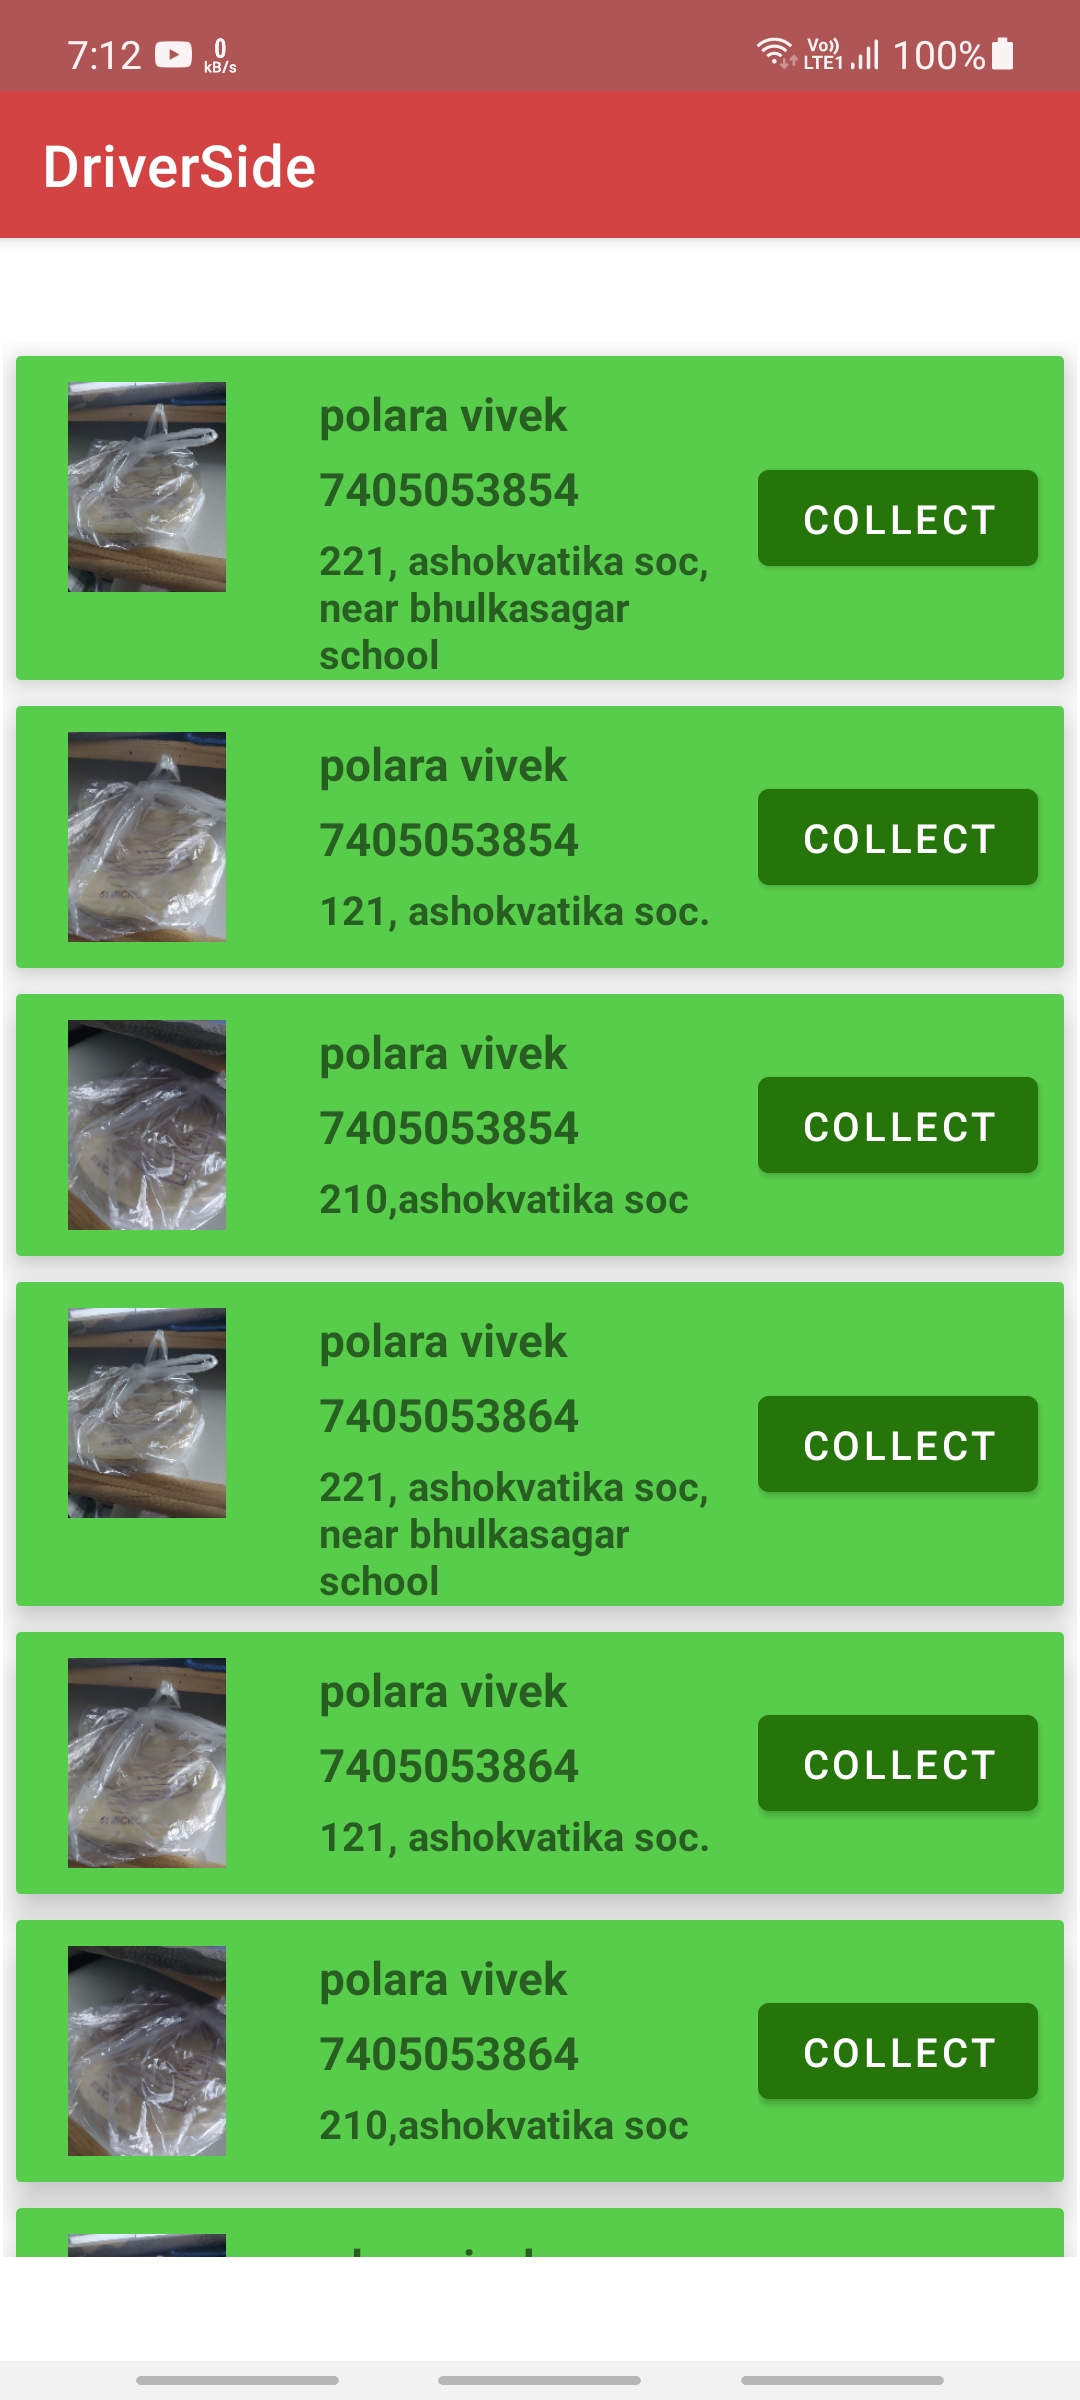 7:12 0 kB/s Vo)) LTE1 100%
DriverSide
polara vivek
7405053854
COLLECT
221, ashokvatika soc,
near bhulkasagar
school
polara vivek
7405053854
COLLECT
121, ashokvatika soc.
polara vivek
7405053854
COLLECT
210,ashokvatika soc
polara vivek
7405053864
COLLECT
221, ashokvatika soc,
near bhulkasagar
school
polara vivek
7405053864
COLLECT
121, ashokvatika soc.
polara vivek
7405053864
COLLECT
210,ashokvatika soc